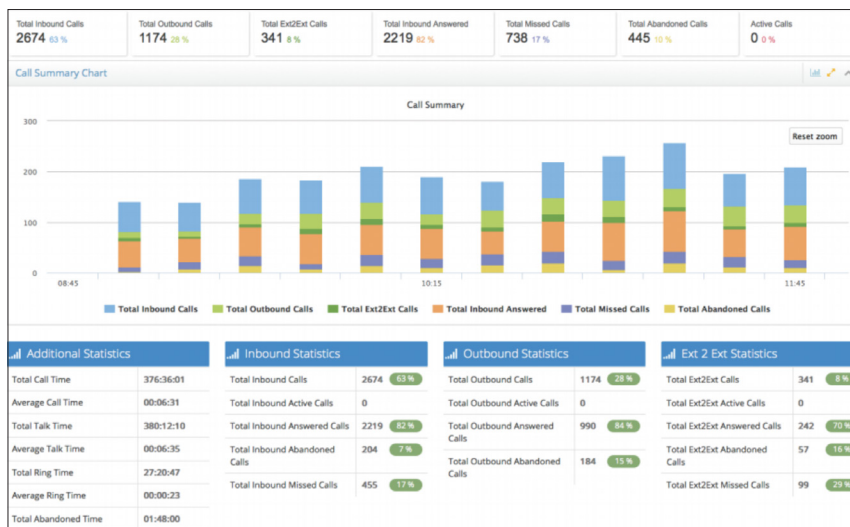 Total Inbound Calls
2674 63 %
Total Outbound Calls
1174 28 %
Total Ext2Ext Calls
341 8 %
Total Inbound Answered
2219 82 %
Total Missed Calls
738 17 %
Total Abandoned Calls
445 10 %
Active Calls
0 0 %
Call Summary Chart
Call Summary
Reset zoom
300
200
100
0
08:45
10:15
11:45
Total Inbound Calls
Total Outbound Calls
Total Ext2Ext Calls
Total Inbound Answered
Total Missed Calls
Total Abandoned Calls
Additional Statistics
Total Call Time 376:36:01
Average Call Time 00:06:31
Total Talk Time 380:12:10
Average Talk Time 00:06:35
Total Ring Time 27:20:47
Average Ring Time 00:00:23
Total Abandoned Time 01:48:00
Inbound Statistics
Total Inbound Calls 2674 63 %
Total Inbound Active Calls 0
Total Inbound Answered Calls 2219 82 %
Total Inbound Abandoned 204 7 %
Calls
Total Inbound Missed Calls 455 17 %
Outbound Statistics
Total Outbound Calls 1174 28 %
Total Outbound Active Calls 0
Total Outbound Answered 990 84 %
Calls
Total Outbound Abandoned 184 15 %
Calls
Ext 2 Ext Statistics
Total Ext2Ext Calls 341 8 %
Total Ext2Ext Active Calls 0
Total Ext2Ext Answered Calls 242 70 %
Total Ext2Ext Abandoned 57 16 %
Calls
Total Ext2Ext Missed Calls 99 29 %